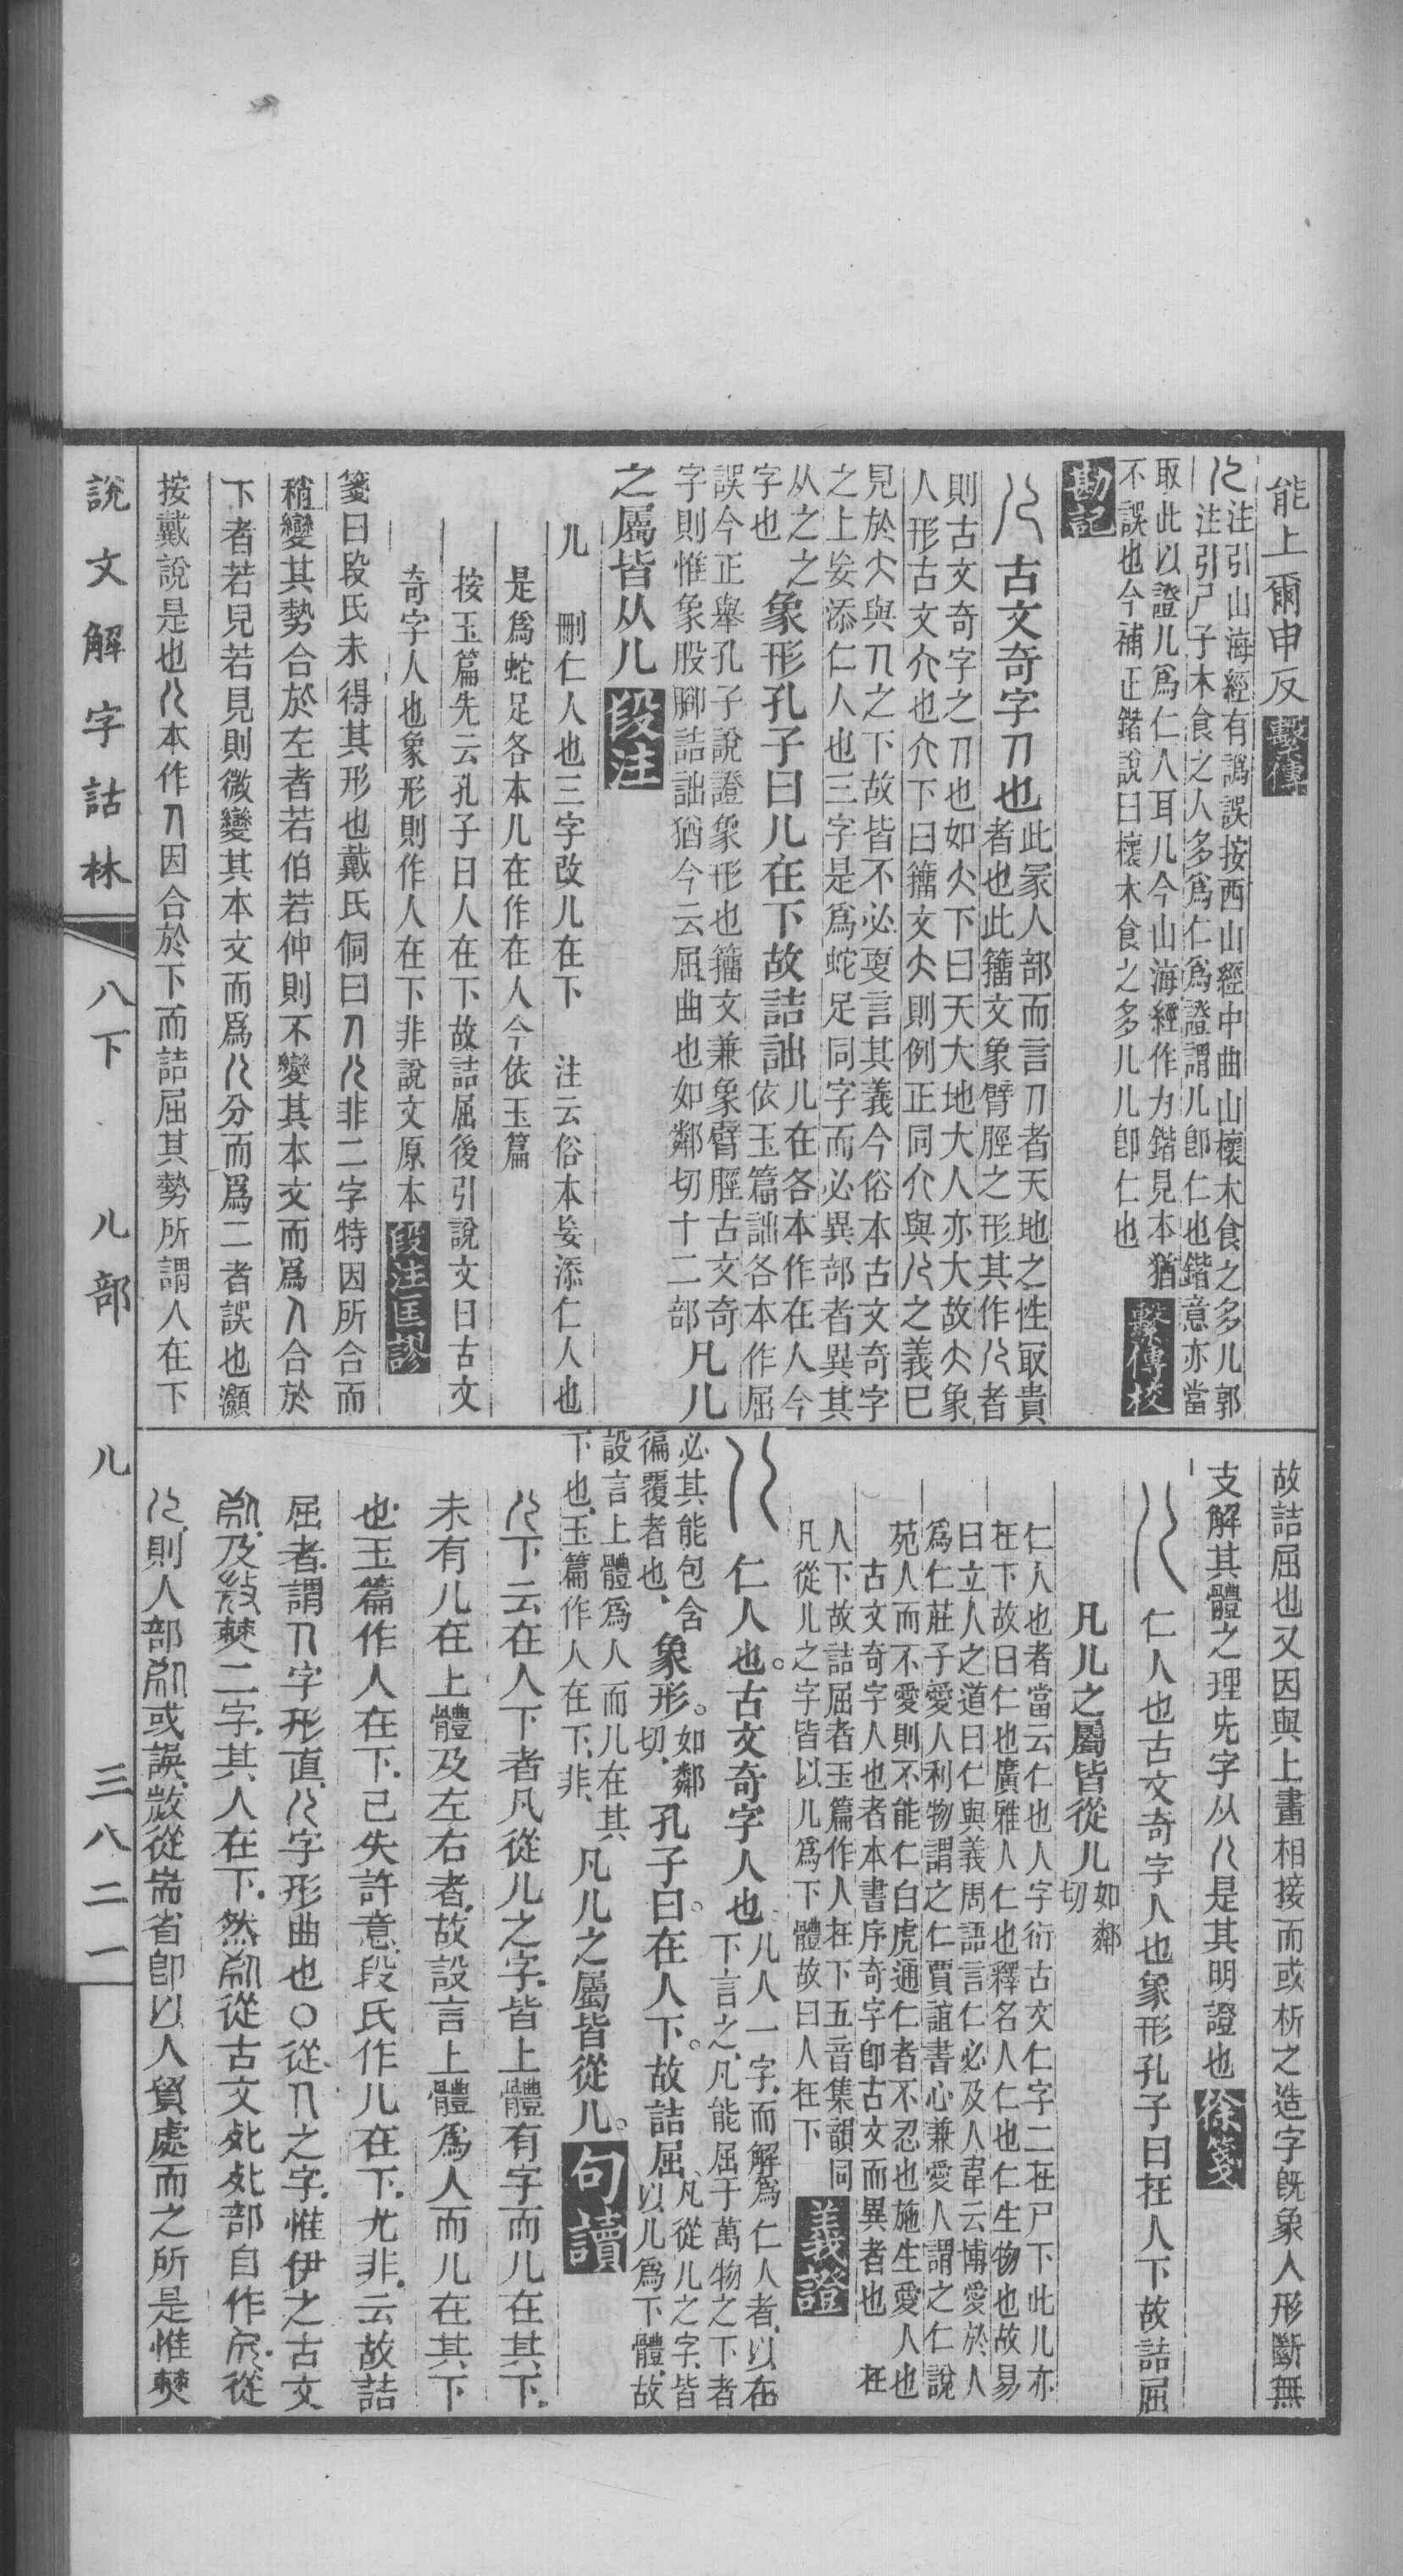 能上爾申反 繫傳
儿注引山海經有譌誤按西山經中曲山櫰木食之多儿郭
注引尸子木食之人多爲仁爲證謂儿卽仁也鍇意亦當
取此以證儿爲仁人耳儿今山海經作力鍇見本猶
不誤也今補正鍇說曰櫰木食之多儿儿卽仁也 繫傳校
勘記
儿古文奇字人也此冡人部而言人者天地之性取貴
者也此籒文象臂脛之形其作儿者
則古文奇字之人也如大下曰天大地大人亦大故大象
人形古文亣也亣下曰籒文大則例正同亣與儿之義已
見於大與人之下故皆不必更言其義今俗本古文奇字
之上妄添仁人也三字是爲蛇足同字而必異部者異其
从之之
字也 象形孔子曰儿在下故詰詘儿在各本作在人今
依玉篇詘各本作屈
誤今正舉孔子說證象形也籒文兼象臂脛古文奇
字則惟象股腳詰詘猶今云屈曲也如鄰切十二部 凡儿
之屬皆从儿 段注
儿 刪仁人也三字改儿在下 注云俗本妄添仁人也
是爲蛇足各本儿在作在人今依玉篇
按玉篇先云孔子曰人在下故詰屈後引說文曰古文
奇字人也象形則作人在下非說文原本 段注匡謬
箋曰段氏未得其形也戴氏侗曰人儿非二字特因所合而
稍變其勢合於左者若伯若仲則不變其本文而爲人合於
下者若兒若見則微變其本文而爲儿分而爲二者誤也灝
按戴說是也儿本作人因合於下而詰屈其勢所謂人在下
故詰屈也又因與上畫相接而或析之造字旣象人形斷無
支解其體之理先字从儿是其明證也 徐箋
儿 仁人也古文奇字人也象形孔子曰在人下故詰屈
凡儿之屬皆從儿如鄰
切
仁人也者當云仁也人字衍古文仁字二在尸下此儿亦
在下故曰仁也廣雅人仁也釋名人仁也仁生物也故易
曰立人之道曰仁與義周語言仁必及人韋云博愛於人
爲仁莊子愛人利物謂之仁賈誼書心兼愛人謂之仁說
苑人而不愛則不能仁白虎通仁者不忍也施生愛人也
古文奇字人也者本書序奇字卽古文而異者也 在
人下故詰屈者玉篇作人在下五音集韻同
凡從儿之字皆以儿爲下體故曰人在下 義證
儿 仁人也。古文奇字人也儿人一字而解爲仁人者以在
下言之凡能屈于萬物之下者
必其能包含
徧覆者也 象形。如鄰
切 孔子曰。在人下。故詰屈凡從儿之字皆
以儿爲下體故
設言上體爲人而儿在其
下也玉篇作人在下非 凡儿之屬皆從儿。 句讀
儿下云在人下者凡從儿之字皆上體有字而儿在其下
未有儿在上體及左右者故設言上體爲人而儿在其下
也玉篇作人在下已失許意段氏作儿在下尤非云故詰
屈者謂人字形直儿字形曲也○從人之字惟伊之古文
及僰二字其人在下然從古文死死部自作從
儿則人部或誤敳從耑省卽以人貿處而之所是惟僰
說文解字詁林 八下 儿部 儿 三八二一